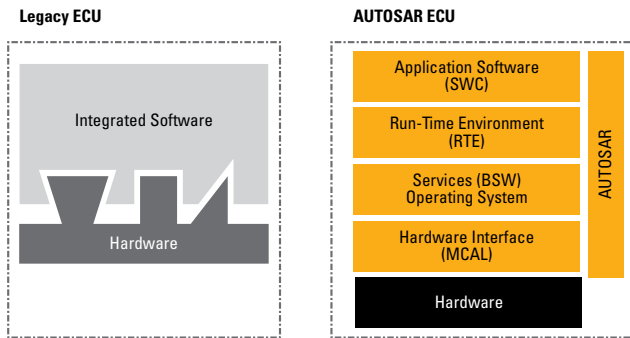 Legacy ECU
Integrated Software
Hardware
AUTOSAR ECU
Application Software
(SWC)
Run-Time Environment
(RTE)
Services (BSW)
Operating System
Hardware Interface
(MCAL)
Hardware
AUTOSAR